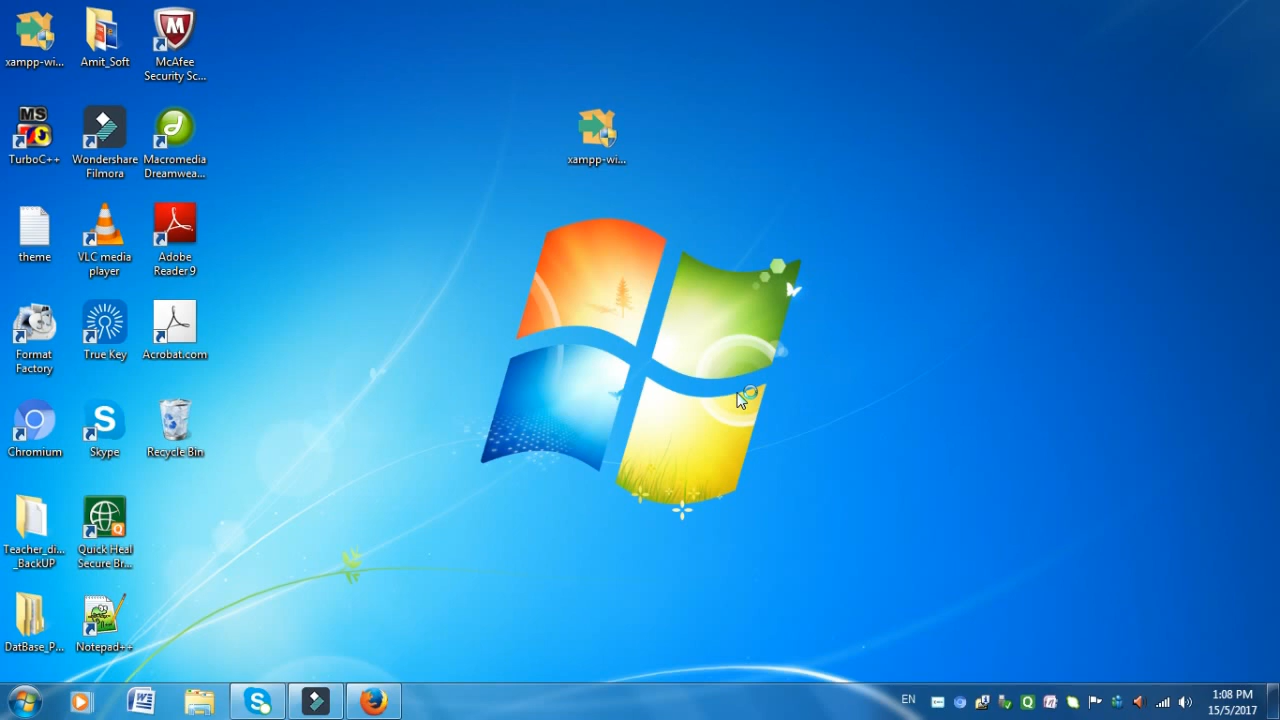 xampp-wi...
Amit_Soft
McAfee
Security Sc...
MS
TurboC++
Wondershare
Filmora
Macromedia
Dreamwea...
theme
VLC media
player
Adobe
Reader 9
Format
Factory
True Key
Acrobat.com
Chromium
Skype
Recycle Bin
Teacher_di...
_BackUP
Quick Heal
Secure Br...
DatBase_P...
Notepad++
xampp-wi...
EN
1:08 PM
15/5/2017